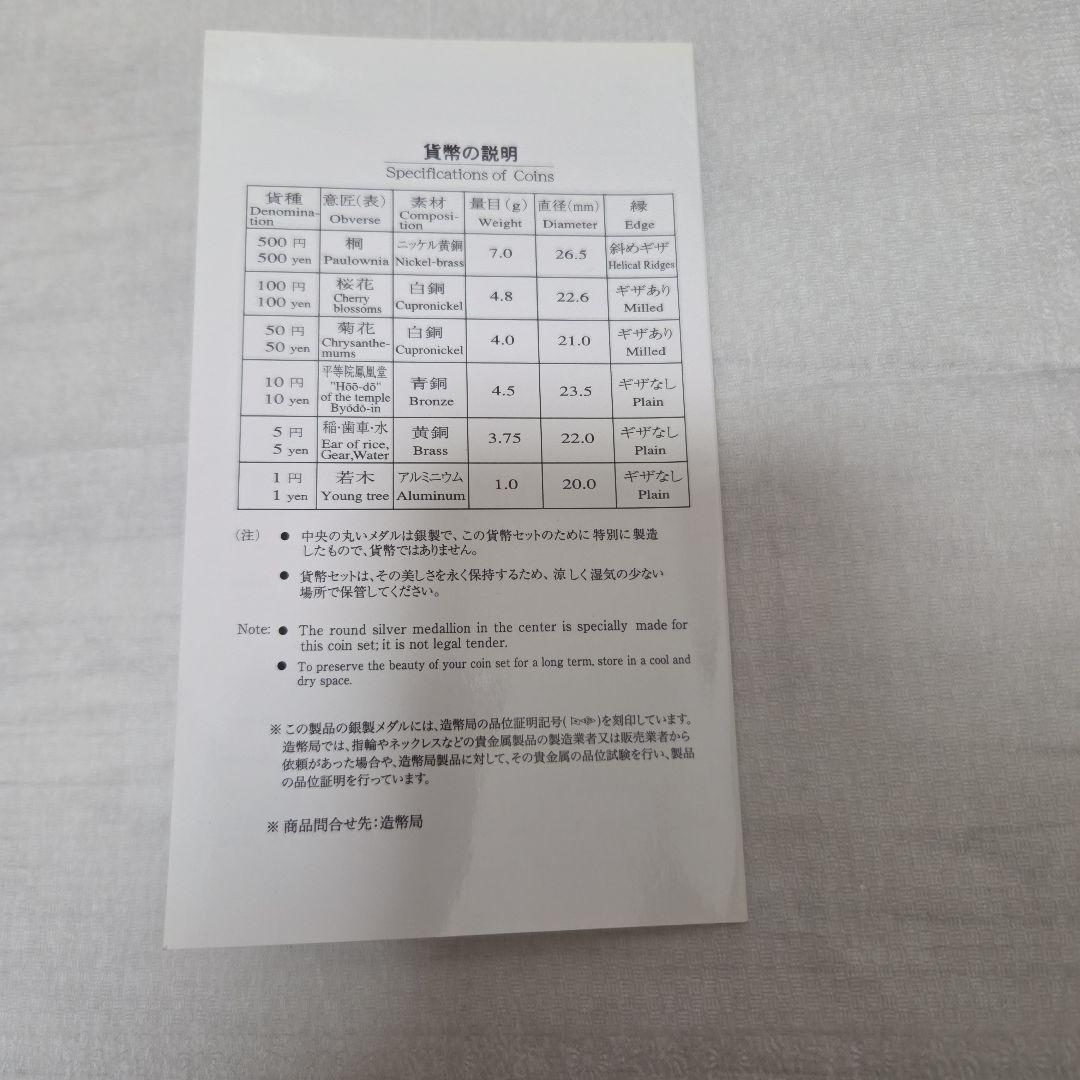 貨幣の説明
Specifications of Coins
貨種 意匠(表) 素材 量目(g) 直径(mm) 縁
Denomina-tion Obverse Composi-tion Weight Diameter Edge
500円 桐 ニッケル黄銅 7.0 26.5 斜めギザ
500 yen Paulownia Nickel-brass Helical Ridges
100円 桜花 白銅 4.8 22.6 ギザあり
100 yen Cherry blossoms Cupronickel Milled
50円 菊花 白銅 4.0 21.0 ギザあり
50 yen Chrysanthe-mums Cupronickel Milled
10円 平等院鳳凰堂 青銅 4.5 23.5 ギザなし
10 yen "Hōō-dō" of the temple Byōdō-in Bronze Plain
5円 稲・歯車・水 黄銅 3.75 22.0 ギザなし
5 yen Ear of rice, Gear,Water Brass Plain
1円 若木 アルミニウム 1.0 20.0 ギザなし
1 yen Young tree Aluminum Plain
(注) ● 中央の丸いメダルは銀製で、この貨幣セットのために特別に製造
したもので、貨幣ではありません。
● 貨幣セットは、その美しさを永く保持するため、涼しく湿気の少ない
場所で保管してください。
Note: ● The round silver medallion in the center is specially made for
this coin set; it is not legal tender.
● To preserve the beauty of your coin set for a long term, store in a cool and
dry space.
※ この製品の銀製メダルには、造幣局の品位証明記号( )を刻印しています。
造幣局では、指輪やネックレスなどの貴金属製品の製造業者又は販売業者から
依頼があった場合や、造幣局製品に対して、その貴金属の品位試験を行い、製品
の品位証明を行っています。
※ 商品問合せ先:造幣局